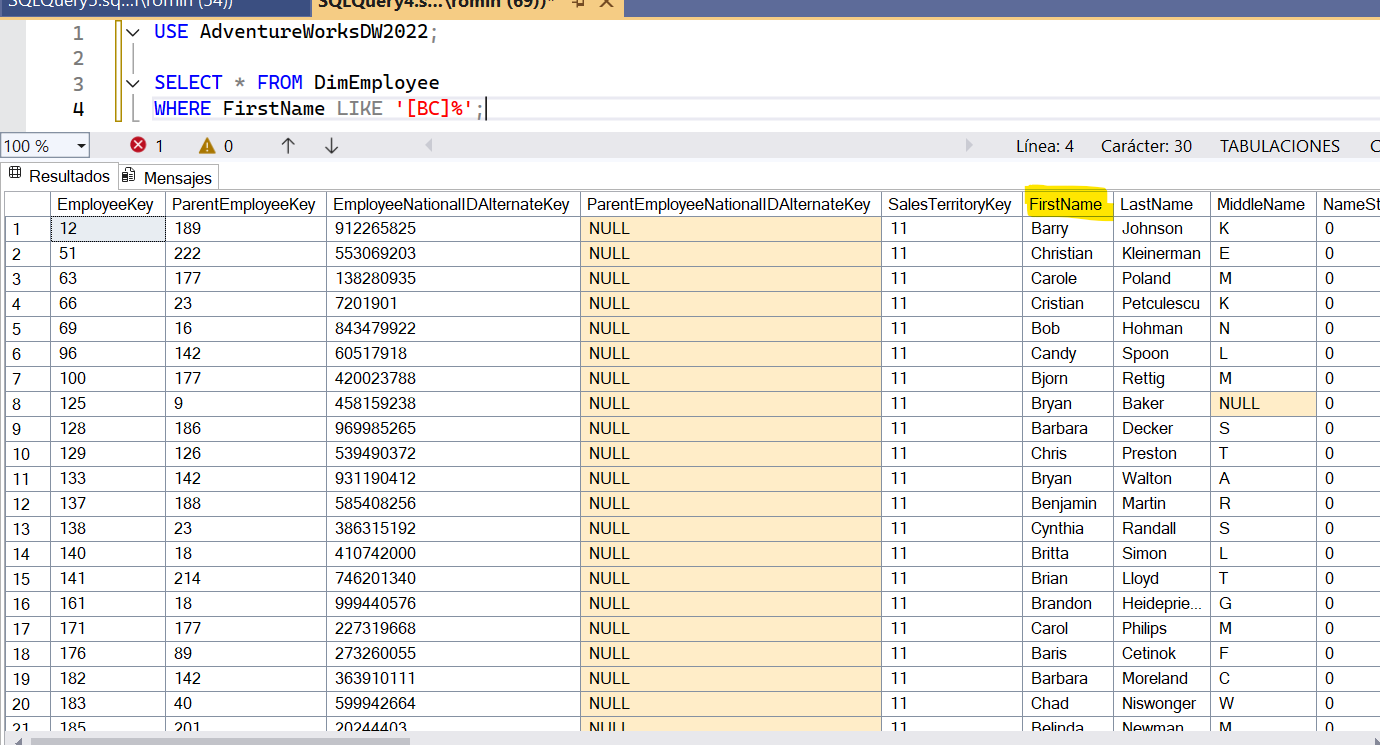 SQLQuery5.sq...r\romin (54))
SQLQuery4.s...\romin (69))*
1 USE AdventureWorksDW2022;
2
3 SELECT * FROM DimEmployee
4 WHERE FirstName LIKE '[BC]%';
100 % 1 0 Línea: 4 Carácter: 30 TABULACIONES C
Resultados Mensajes
EmployeeKey ParentEmployeeKey EmployeeNationalIDAlternateKey ParentEmployeeNationalIDAlternateKey SalesTerritoryKey FirstName LastName MiddleName NameSt
1 12 189 912265825 NULL 11 Barry Johnson K 0
2 51 222 553069203 NULL 11 Christian Kleinerman E 0
3 63 177 138280935 NULL 11 Carole Poland M 0
4 66 23 7201901 NULL 11 Cristian Petculescu K 0
5 69 16 843479922 NULL 11 Bob Hohman N 0
6 96 142 60517918 NULL 11 Candy Spoon L 0
7 100 177 420023788 NULL 11 Bjorn Rettig M 0
8 125 9 458159238 NULL 11 Bryan Baker NULL 0
9 128 186 969985265 NULL 11 Barbara Decker S 0
10 129 126 539490372 NULL 11 Chris Preston T 0
11 133 142 931190412 NULL 11 Bryan Walton A 0
12 137 188 585408256 NULL 11 Benjamin Martin R 0
13 138 23 386315192 NULL 11 Cynthia Randall S 0
14 140 18 410742000 NULL 11 Britta Simon L 0
15 141 214 746201340 NULL 11 Brian Lloyd T 0
16 161 18 999440576 NULL 11 Brandon Heideprie... G 0
17 171 177 227319668 NULL 11 Carol Philips M 0
18 176 89 273260055 NULL 11 Baris Cetinok F 0
19 182 142 363910111 NULL 11 Barbara Moreland C 0
20 183 40 599942664 NULL 11 Chad Niswonger W 0
21 185 201 20244403 NULL 11 Belinda Newman M 0